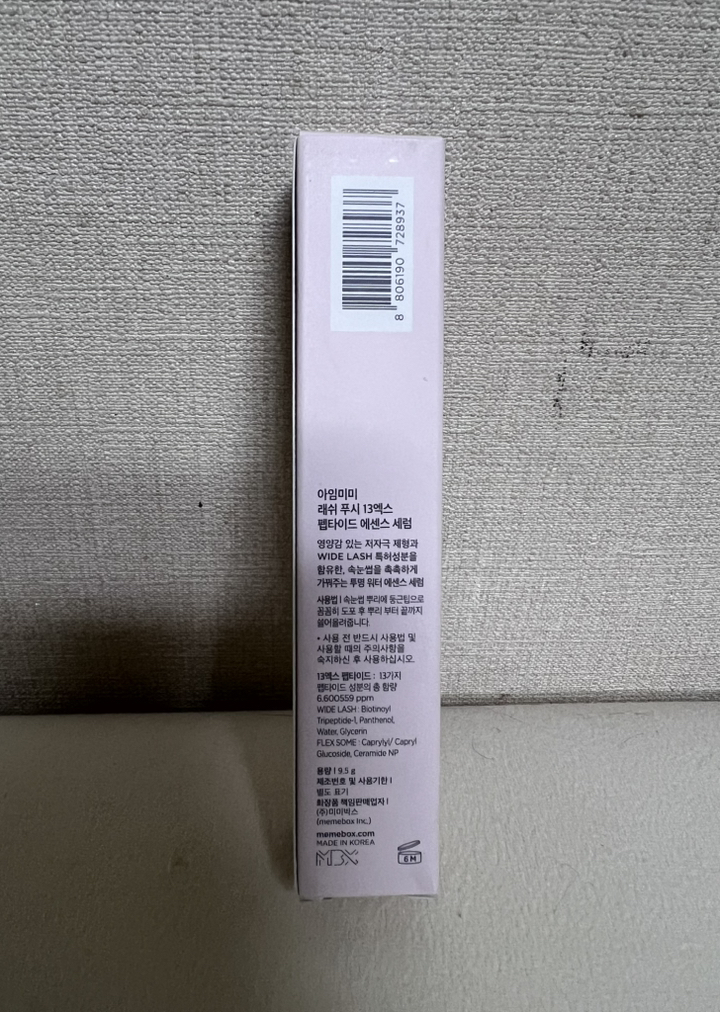 8 806190 728937
아임미미
래쉬 푸시 13엑스
펩타이드 에센스 세럼
영양감 있는 저자극 제형과
WIDE LASH 특허성분을
함유한, 속눈썹을 촉촉하게
가꿔주는 투명 워터 에센스 세럼
사용법 | 속눈썹 뿌리에 둥근팁으로
꼼꼼히 도포 후 뿌리 부터 끝까지
쓸어올려줍니다.
• 사용 전 반드시 사용법 및
사용할 때의 주의사항을
숙지하신 후 사용하십시오.
13엑스 펩타이드 : 13가지
펩타이드 성분의 총 함량
6.600559 ppm
WIDE LASH : Biotinoyl
Tripeptide-1, Panthenol,
Water, Glycerin
FLEX SOME : Caprylyl/ Capryl
Glucoside, Ceramide NP
용량 | 9.5 g
제조번호 및 사용기한 |
별도 표기
화장품 책임판매업자 |
(주)미미박스
(memebox Inc.)
memebox.com
MADE IN KOREA
MBX
6M